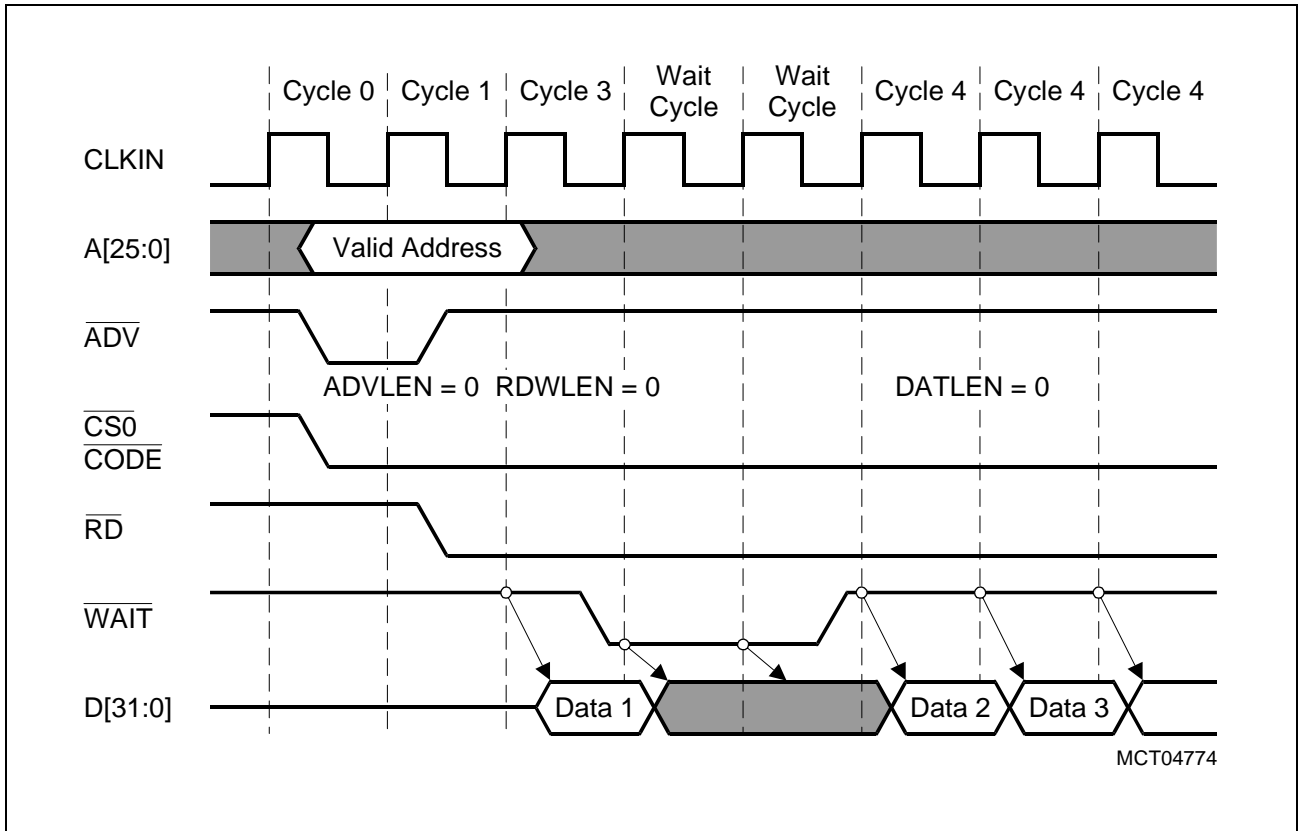 Cycle 0 Cycle 1 Cycle 3 Wait Cycle Wait Cycle Cycle 4 Cycle 4 Cycle 4
CLKIN
A[25:0] Valid Address
ADV
ADVLEN = 0 RDWLEN = 0 DATLEN = 0
CS0
CODE
RD
WAIT
D[31:0] Data 1 Data 2 Data 3
MCT04774